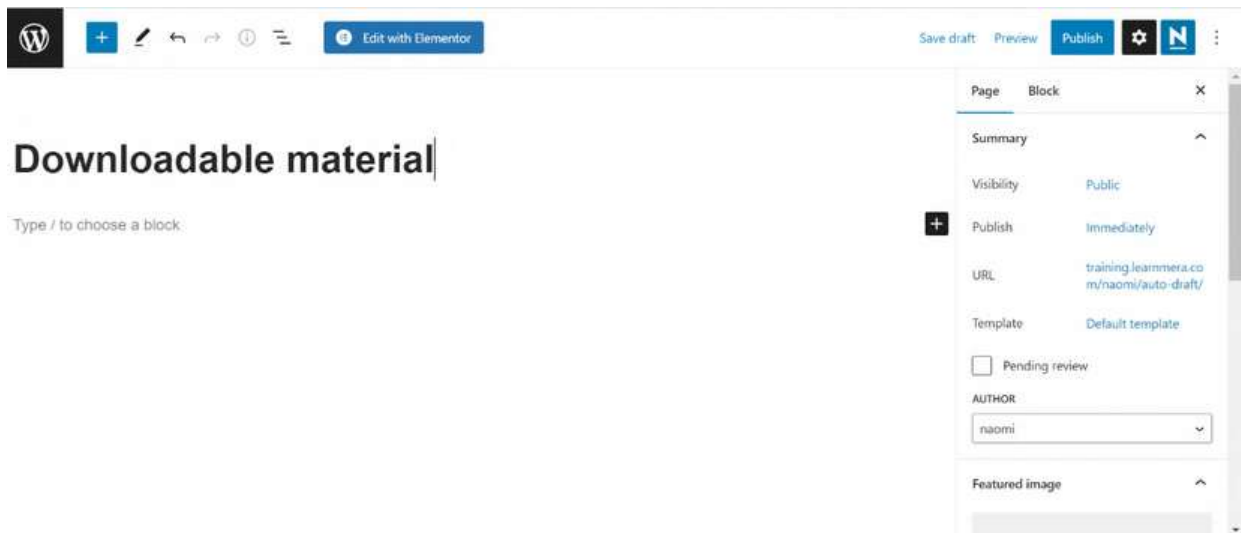 Edit with Elementor
Save draft Preview Publish
Page Block
Summary
Downloadable material
Visibility Public
Type / to choose a block
Publish Immediately
URL training.learnmera.co
m/naomi/auto-draft/
Template Default template
Pending review
AUTHOR
naomi
Featured image